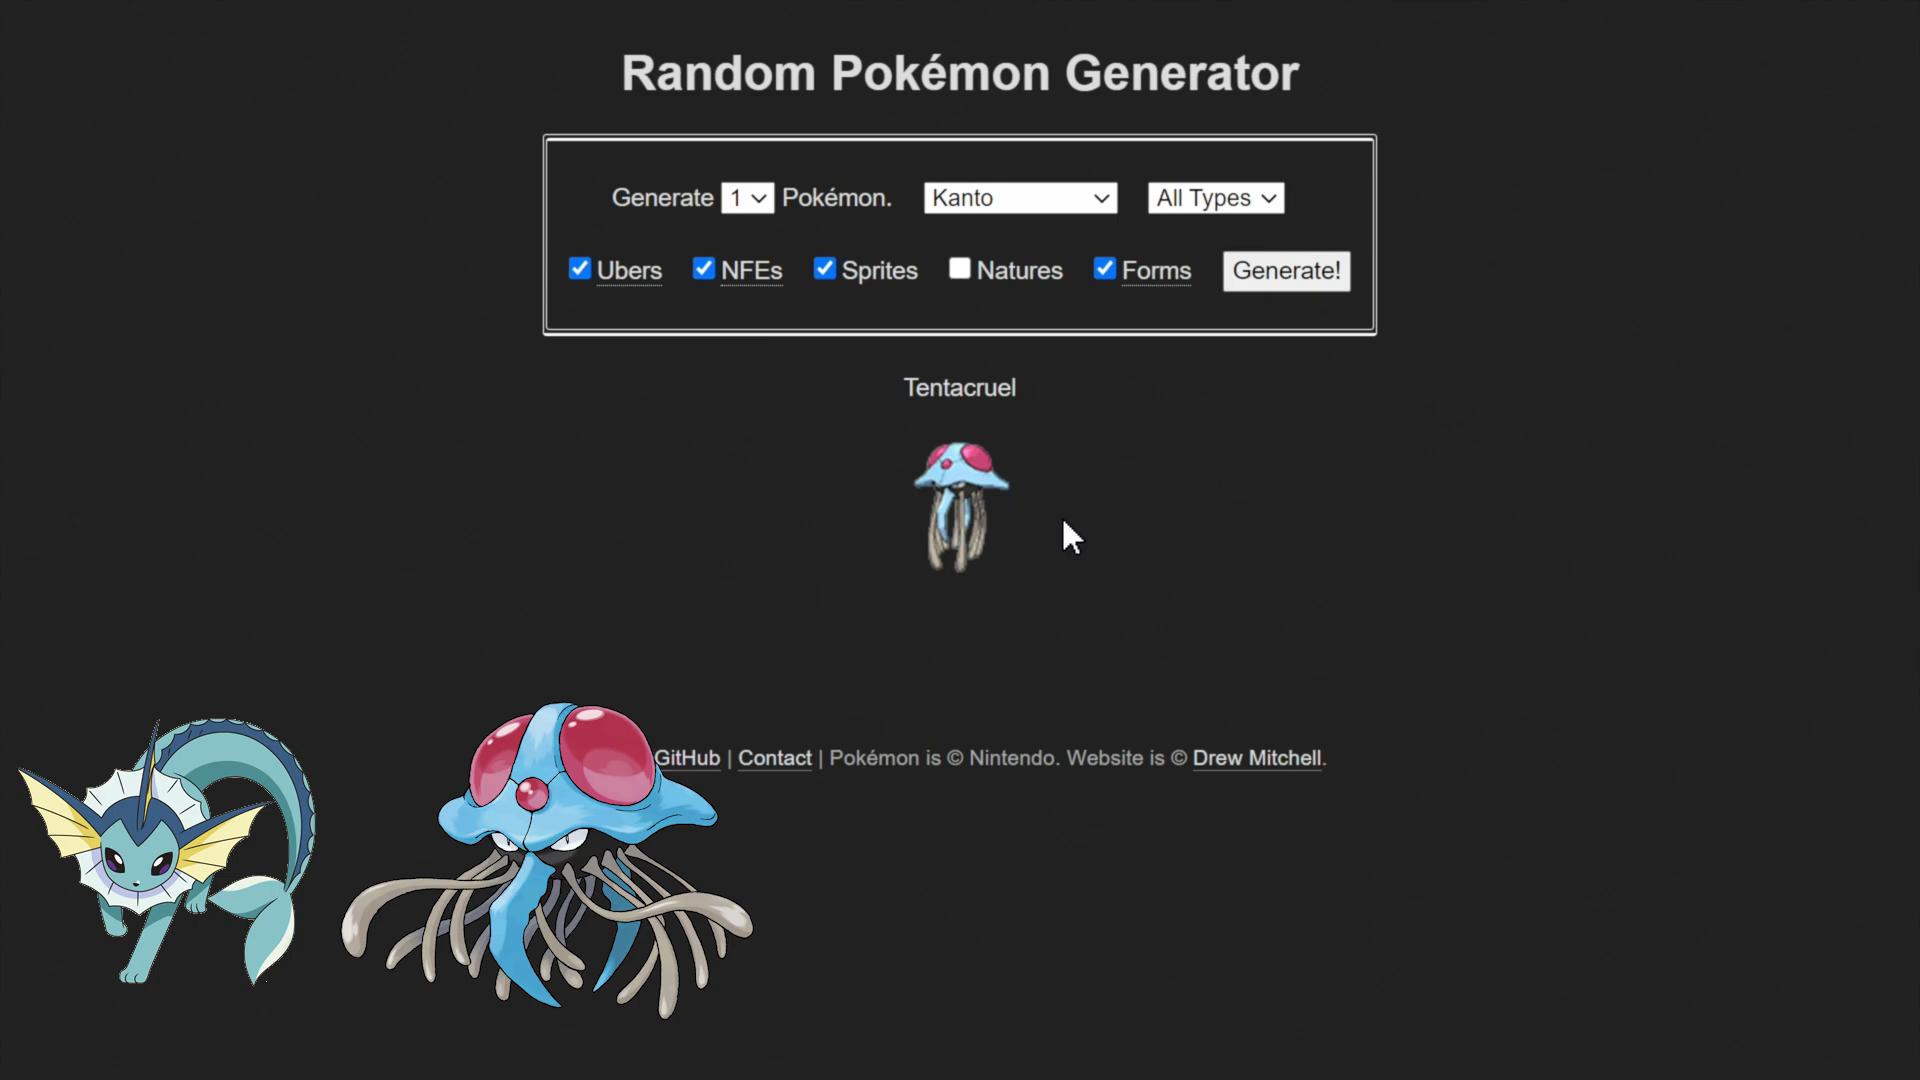 Random Pokémon Generator
Generate 1 Pokémon. Kanto All Types
Ubers NFEs Sprites Natures Forms Generate!
Tentacruel
GitHub | Contact | Pokémon is © Nintendo. Website is © Drew Mitchell.